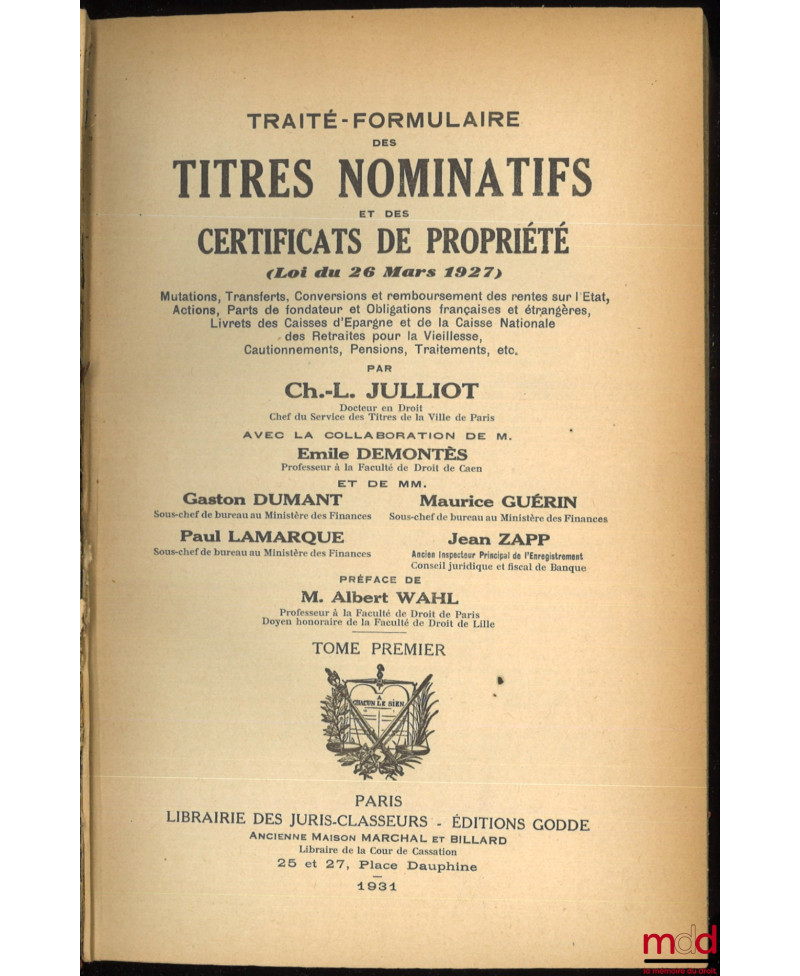 TRAITÉ-FORMULAIRE
DES
TITRES NOMINATIFS
ET DES
CERTIFICATS DE PROPRIÉTÉ
(Loi du 26 Mars 1927)
Mutations, Transferts, Conversions et remboursement des rentes sur l'Etat,
Actions, Parts de fondateur et Obligations françaises et étrangères,
Livrets des Caisses d'Epargne et de la Caisse Nationale
des Retraites pour la Vieillesse,
Cautionnements, Pensions, Traitements, etc.
PAR
Ch.-L. JULLIOT
Docteur en Droit
Chef du Service des Titres de la Ville de Paris
AVEC LA COLLABORATION DE M.
Emile DEMONTÈS
Professeur à la Faculté de Droit de Caen
ET DE MM.
Gaston DUMANT
Sous-chef de bureau au Ministère des Finances
Maurice GUÉRIN
Sous-chef de bureau au Ministère des Finances
Paul LAMARQUE
Sous-chef de bureau au Ministère des Finances
Jean ZAPP
Ancien Inspecteur Principal de l'Enregistrement
Conseil juridique et fiscal de Banque
PRÉFACE DE
M. Albert WAHL
Professeur à la Faculté de Droit de Paris
Doyen honoraire de la Faculté de Droit de Lille
TOME PREMIER
A
CHACUN LE SIEN
PARIS
LIBRAIRIE DES JURIS-CLASSEURS - ÉDITIONS GODDE
ANCIENNE MAISON MARCHAL ET BILLARD
Libraire de la Cour de Cassation
25 et 27, Place Dauphine
1931
mdd
la mémoire du droit